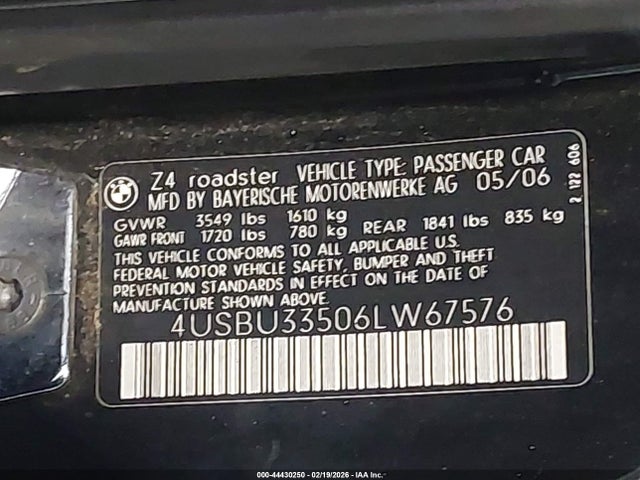 BMW
Z4 roadster VEHICLE TYPE: PASSENGER CAR
MFD BY BAYERISCHE MOTORENWERKE AG 05/06
GVWR 3549 lbs 1610 kg
GAWR FRONT 1720 lbs 780 kg REAR 1841 lbs 835 kg
THIS VEHICLE CONFORMS TO ALL APPLICABLE U.S.
FEDERAL MOTOR VEHICLE SAFETY, BUMPER AND THEFT
PREVENTION STANDARDS IN EFFECT ON THE DATE OF
MANUFACTURE SHOWN ABOVE.
4USBU33506LW67576
2 122 606
000-44430250 - 02/19/2026 - IAA Inc.